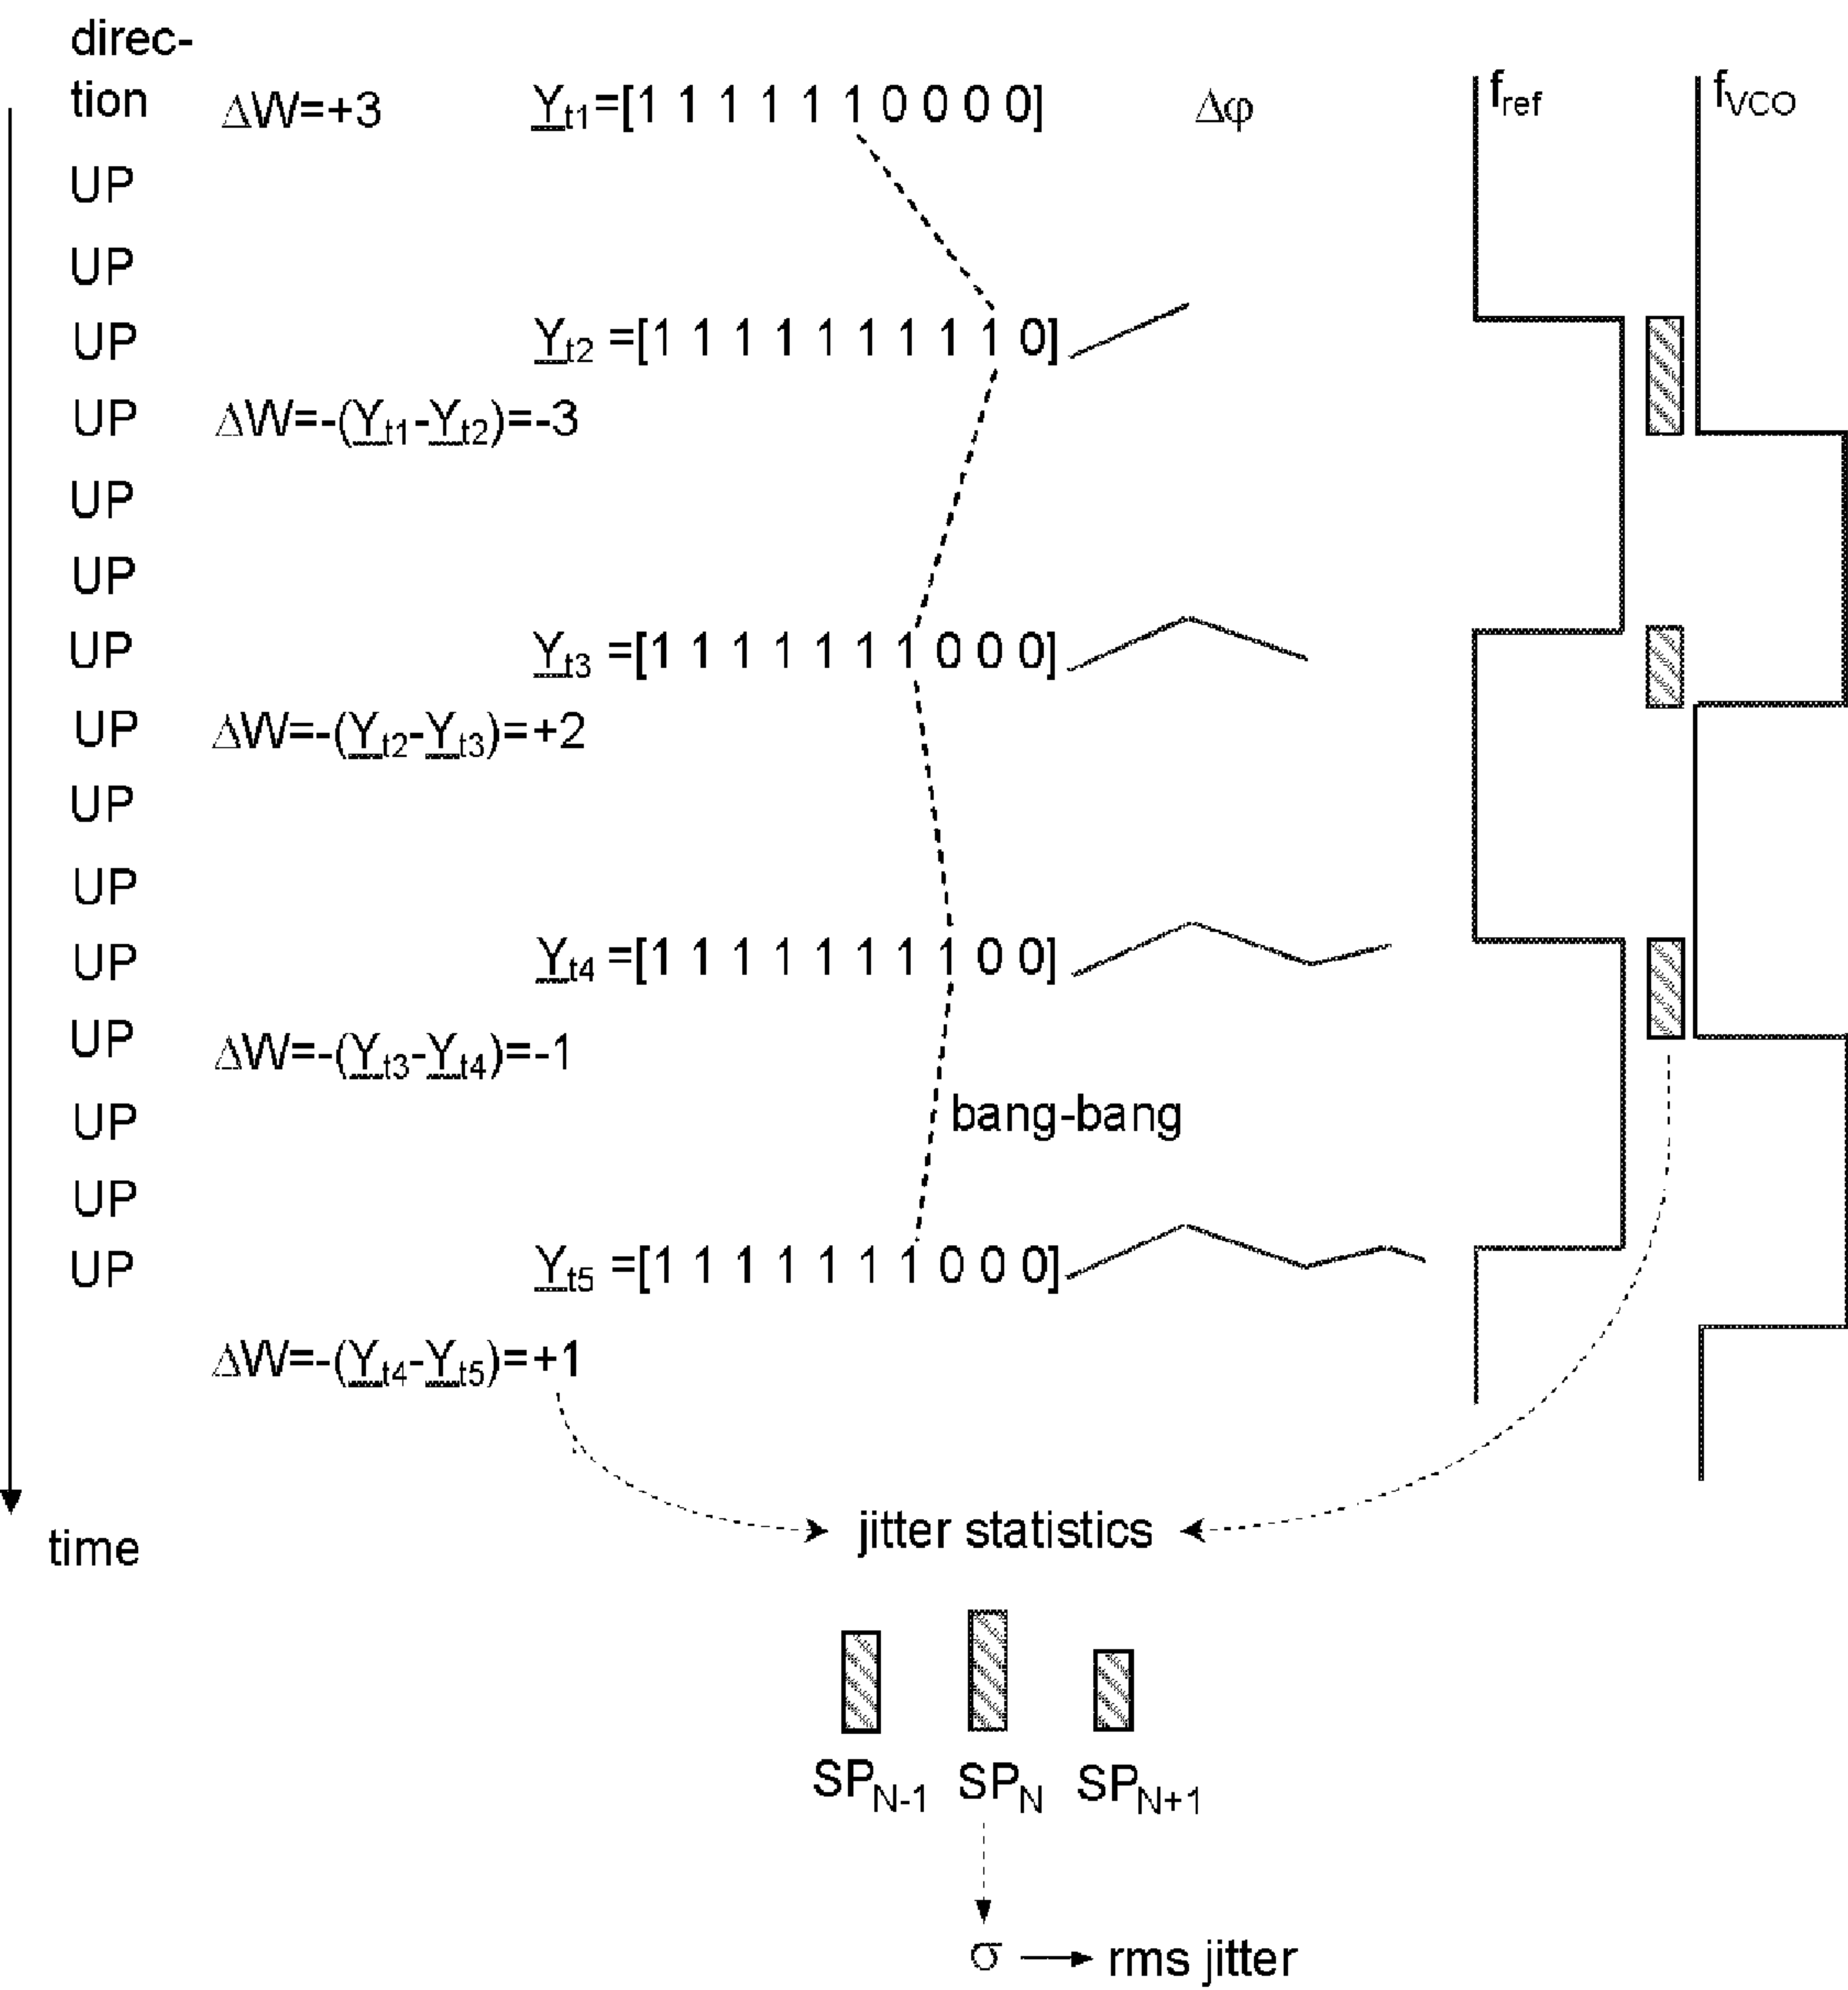 direc-
tion ΔW=+3 Yt1=[1 1 1 1 1 1 0 0 0 0] Δφ fref fVCO
UP
UP
UP Yt2 =[1 1 1 1 1 1 1 1 1 0]
UP ΔW=-(Yt1-Yt2)=-3
UP
UP
UP Yt3 =[1 1 1 1 1 1 1 0 0 0]
UP ΔW=-(Yt2-Yt3)=+2
UP
UP
UP Yt4 =[1 1 1 1 1 1 1 1 0 0]
UP ΔW=-(Yt3-Yt4)=-1
UP bang-bang
UP
UP Yt5 =[1 1 1 1 1 1 1 0 0 0]
ΔW=-(Yt4-Yt5)=+1
jitter statistics
time
SPN-1 SPN SPN+1
σ rms jitter